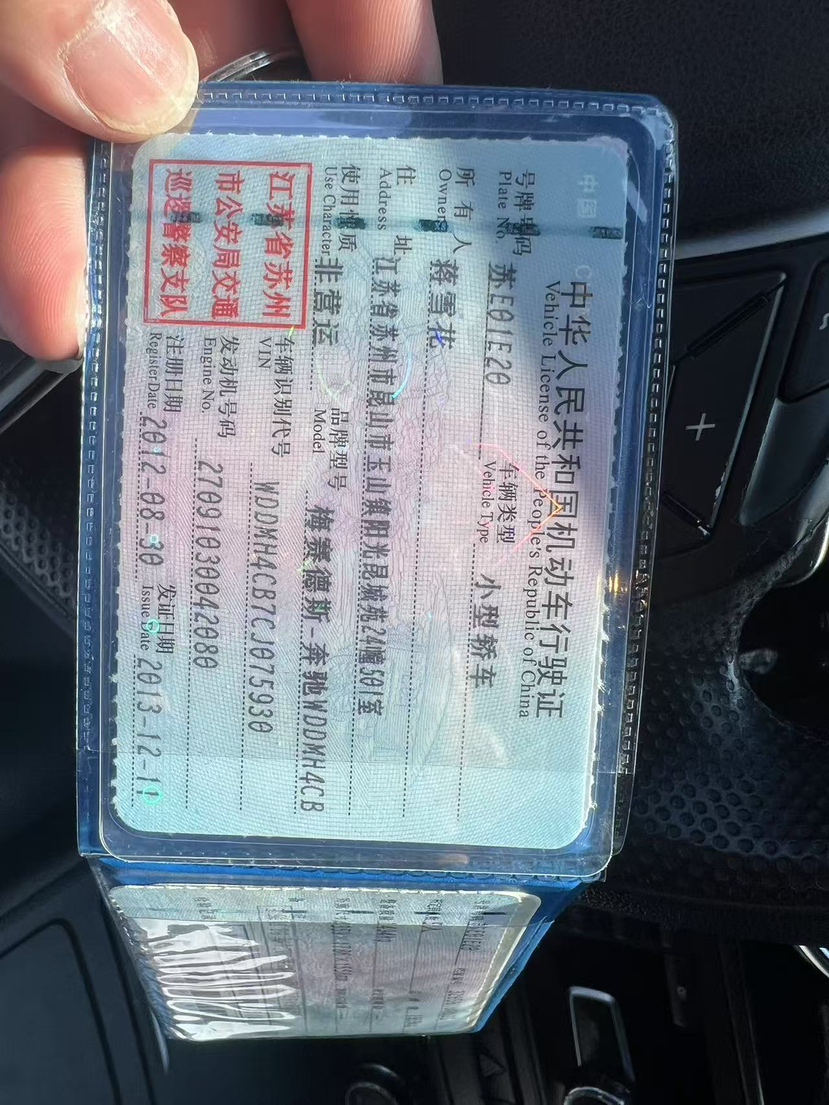 中华人民共和国机动车行驶证
Vehicle License of the People's Republic of China
号牌号码 苏E01E20 车辆类型 小型轿车
Plate No. Vehicle Type
所有人 蒋雪花
Owner
住址 江苏省苏州市昆山市玉山镇阳光昆城苑24幢501室
Address
使用性质 非营运 品牌型号 梅赛德斯-奔驰WDDMH4CB
Use Character Model
车辆识别代号 WDDMH4CB7CJ075930
VIN
发动机号码 27091030042080
Engine No.
注册日期 2012-08-30 发证日期 2013-12-11
Register Date Issue Date
江苏省苏州
市公安局交通
巡逻警察支队